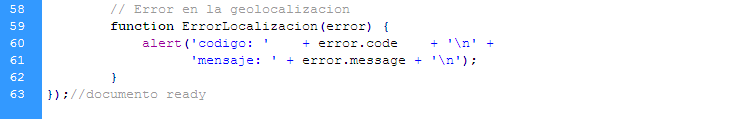 58 // Error en la geolocalizacion
59 function ErrorLocalizacion(error) {
60 alert('codigo: ' + error.code + '\n' +
61 'mensaje: ' + error.message + '\n');
62 }
63 });//documento ready